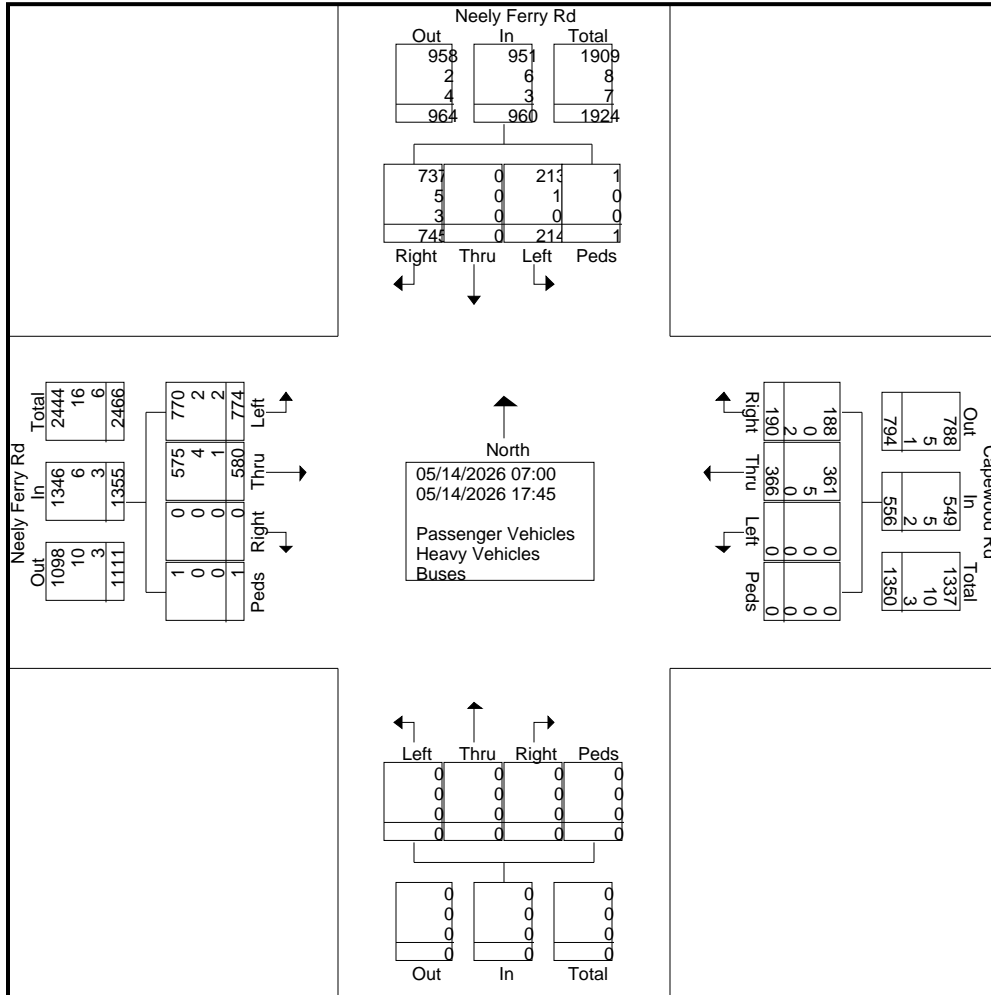 Neely Ferry Rd
Out In Total
958 951 1909
2 6 8
4 3 7
964 960 1924
737 0 213 1
5 0 1 0
3 0 0 0
745 0 214 1
Right Thru Left Peds
Neely Ferry Rd
Total In Out
2444 1346 1098
16 6 10
6 3 3
2466 1355 1111
770 575 0 1
2 4 0 0
2 1 0 0
774 580 0 1
Left Thru Right Peds
North
05/14/2026 07:00
05/14/2026 17:45
Passenger Vehicles
Heavy Vehicles
Buses
Right Thru Left Peds
188 361 0 0
0 5 0 0
2 0 0 0
190 366 0 0
Capewood Rd
Out In Total
788 549 1337
5 5 10
1 2 3
794 556 1350
Left Thru Right Peds
0 0 0 0
0 0 0 0
0 0 0 0
0 0 0 0
0 0 0
0 0 0
0 0 0
0 0 0
Out In Total